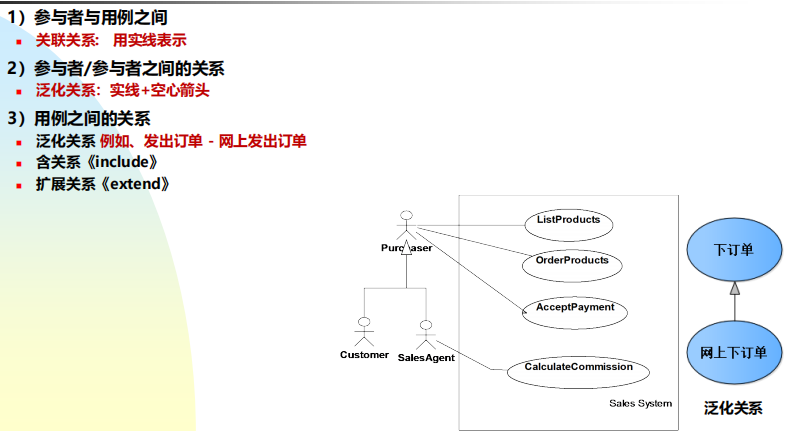 1）参与者与用例之间
关联关系： 用实线表示
2）参与者/参与者之间的关系
泛化关系：实线+空心箭头
3）用例之间的关系
泛化关系 例如、发出订单 - 网上发出订单
含关系《include》
扩展关系《extend》
ListProducts
Purchaser
OrderProducts
AcceptPayment
Customer
SalesAgent
CalculateCommission
Sales System
下订单
网上下订单
泛化关系